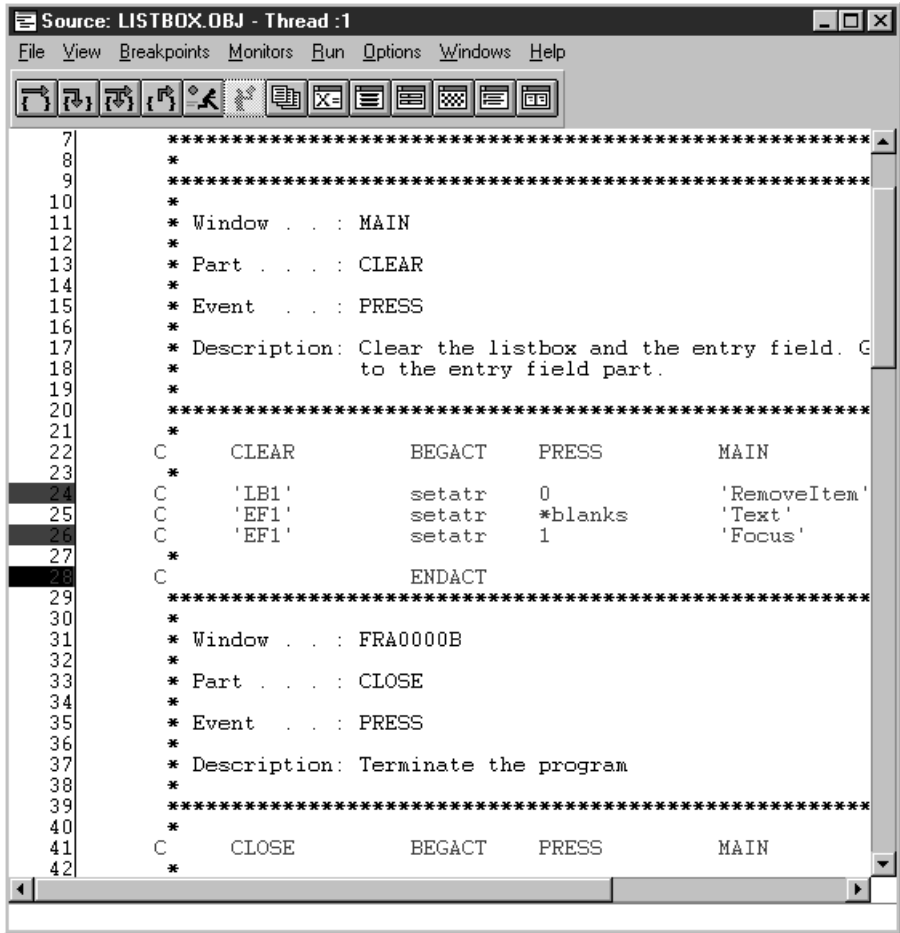 Source: LISTBOX.OBJ - Thread :1
File View Breakpoints Monitors Run Options Windows Help
7 *********************************************************
8 *
9 *********************************************************
10 *
11 * Window . . : MAIN
12 *
13 * Part . . . : CLEAR
14 *
15 * Event . . : PRESS
16 *
17 * Description: Clear the listbox and the entry field. G
18 * to the entry field part.
19 *
20 *********************************************************
21 *
22 C CLEAR BEGACT PRESS MAIN
23 *
24 C 'LB1' setatr 0 'RemoveItem'
25 C 'EF1' setatr *blanks 'Text'
26 C 'EF1' setatr 1 'Focus'
27 *
28 C ENDACT
29 *********************************************************
30 *
31 * Window . . : FRA0000B
32 *
33 * Part . . . : CLOSE
34 *
35 * Event . . : PRESS
36 *
37 * Description: Terminate the program
38 *
39 *********************************************************
40 *
41 C CLOSE BEGACT PRESS MAIN
42 *